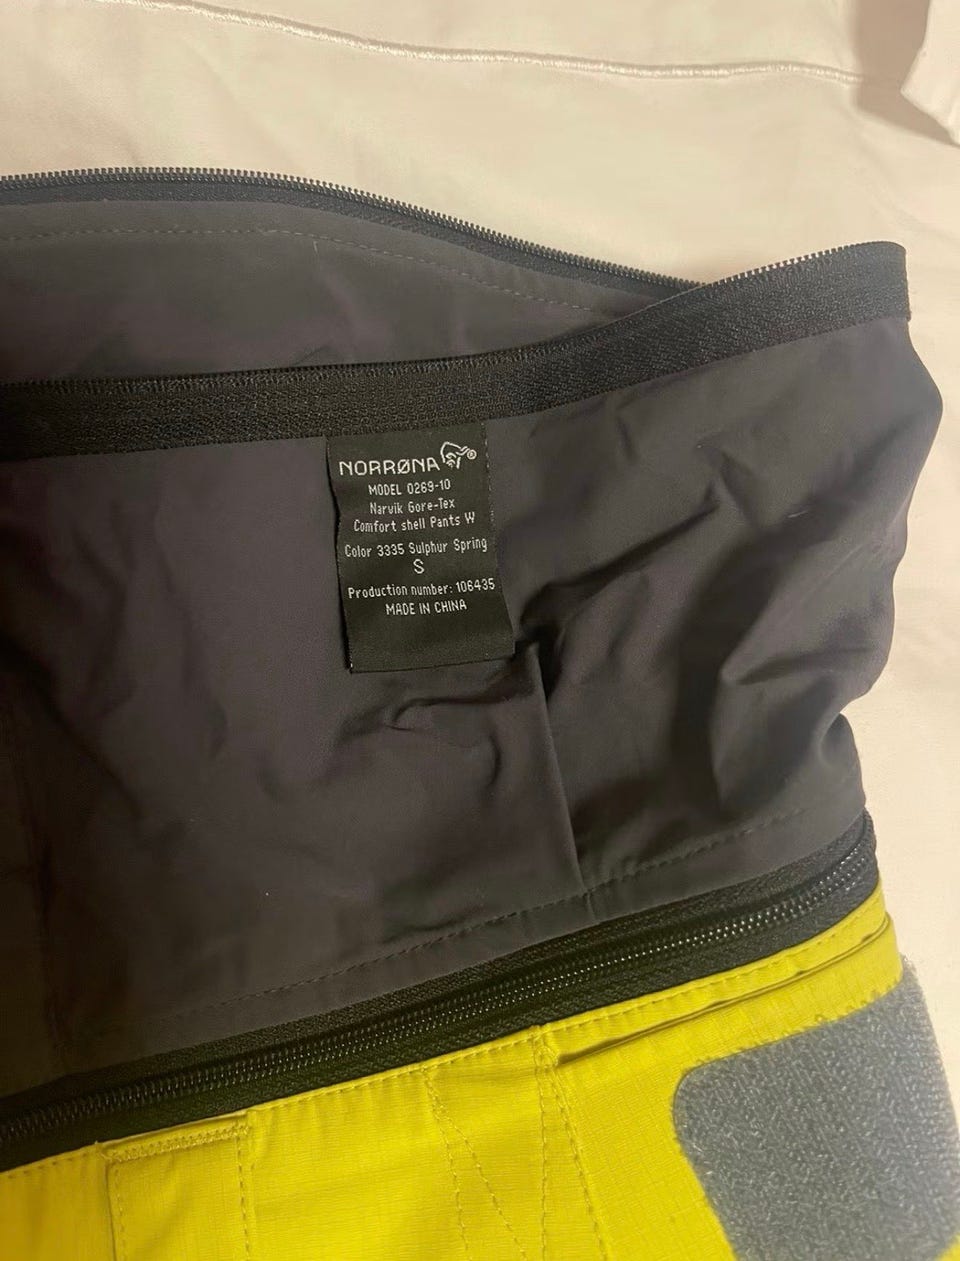 NORRØNA®
MODEL 0269-10
Narvik Gore-Tex
Comfort shell Pants W
Color 3335 Sulphur Spring
S
Production number: 106435
MADE IN CHINA